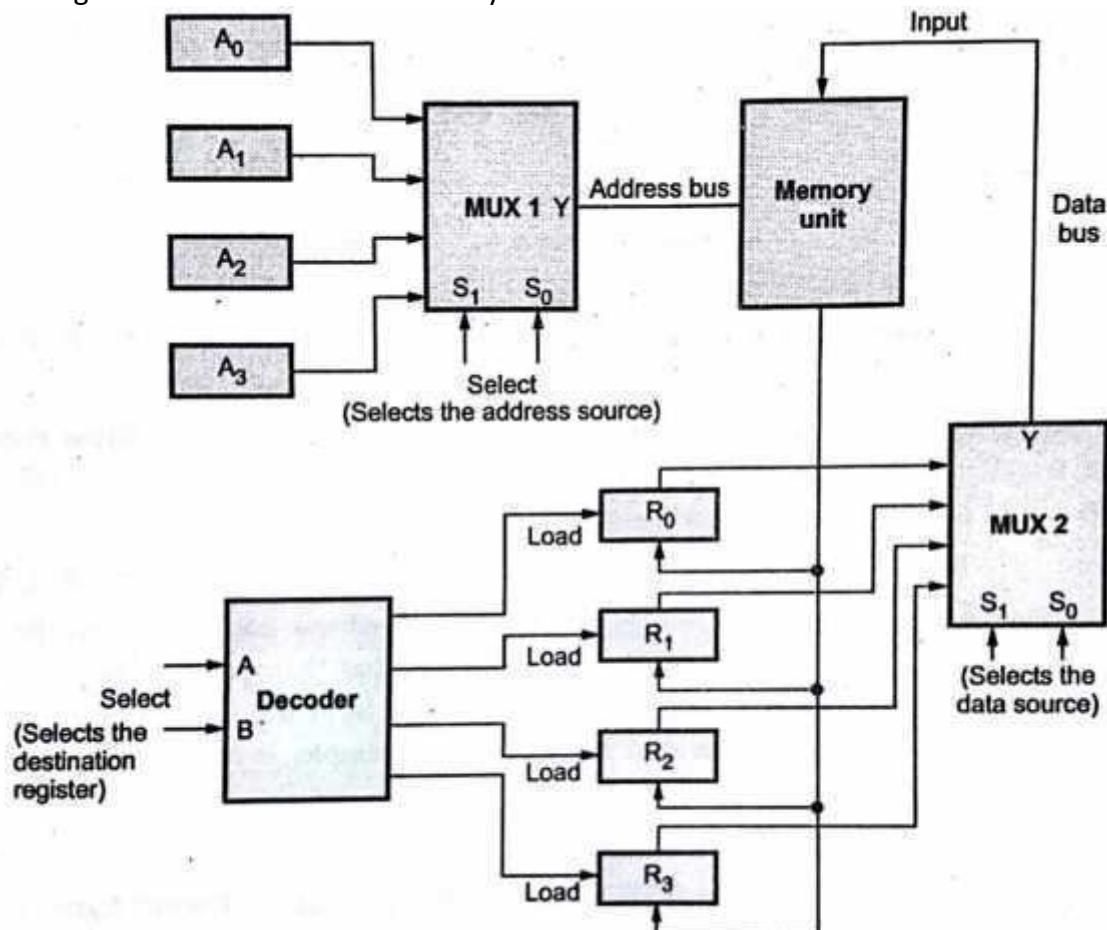 Input
A0
A1
A2
A3
MUX 1 Y
S1 S0
Address bus
Memory
unit
Data
bus
Select
(Selects the address source)
Y
MUX 2
S1 S0
(Selects the
data source)
R0
Load
R1
Load
R2
Load
R3
Load
A
Decoder
B
Select
(Selects the
destination
register)